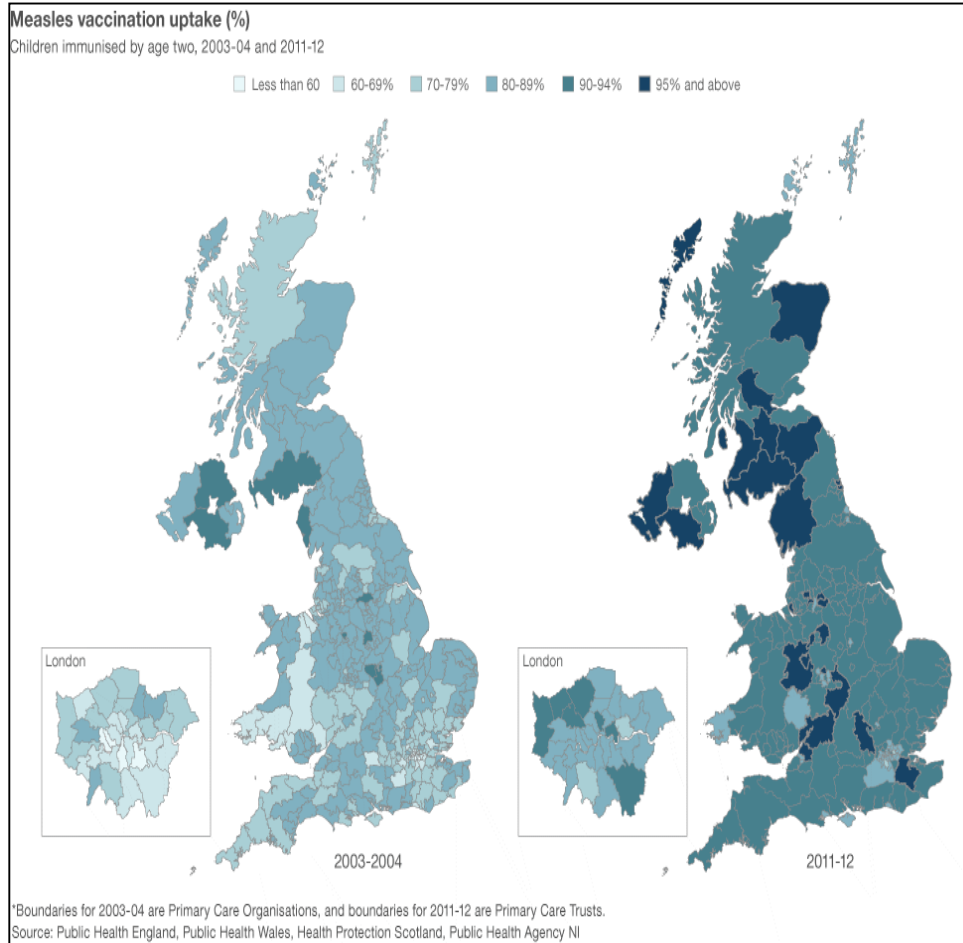 Measles vaccination uptake (%)
Children immunised by age two, 2003-04 and 2011-12
Less than 60 60-69% 70-79% 80-89% 90-94% 95% and above
London
London
2003-2004
2011-12
*Boundaries for 2003-04 are Primary Care Organisations, and boundaries for 2011-12 are Primary Care Trusts.
Source: Public Health England, Public Health Wales, Health Protection Scotland, Public Health Agency NI